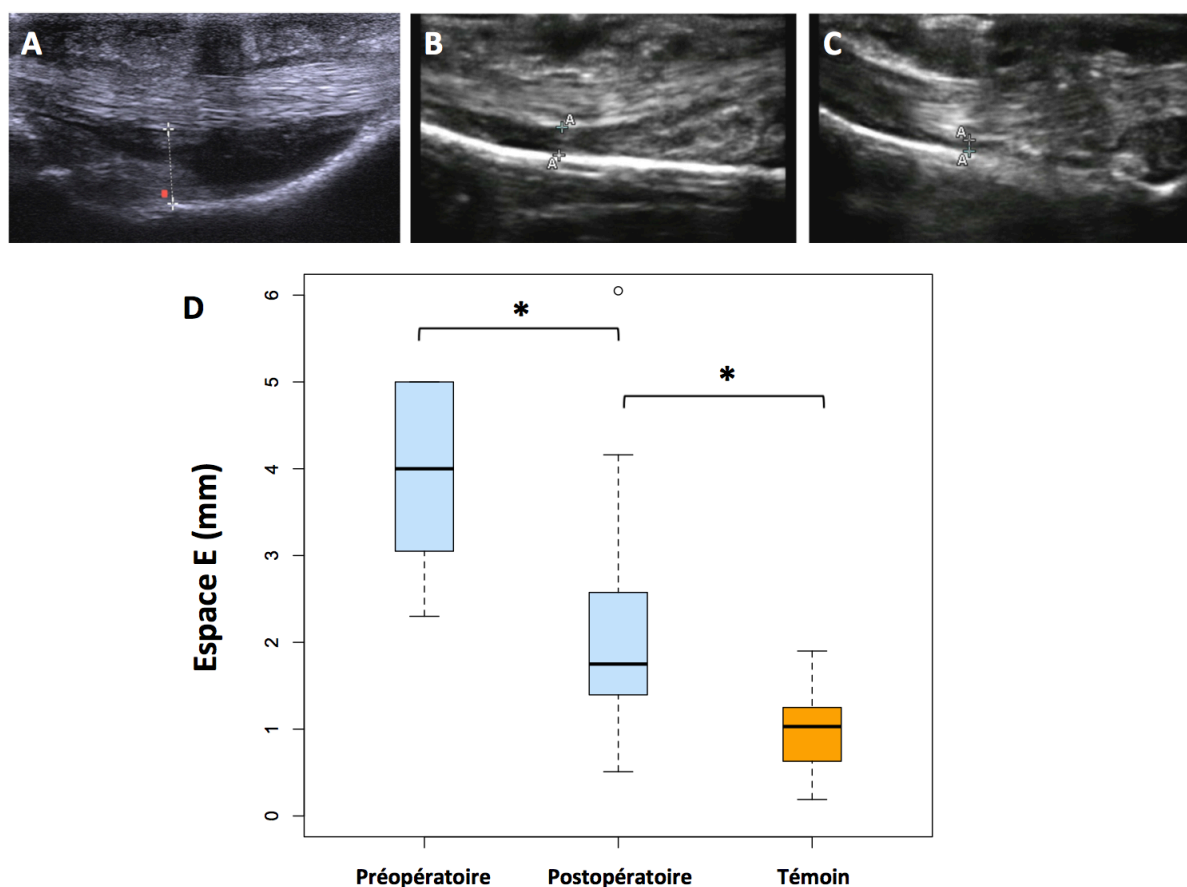 A
B
C
A
A
A
A
D
*
*
6
5
4
3
2
1
0
Espace E (mm)
Préopératoire
Postopératoire
Témoin